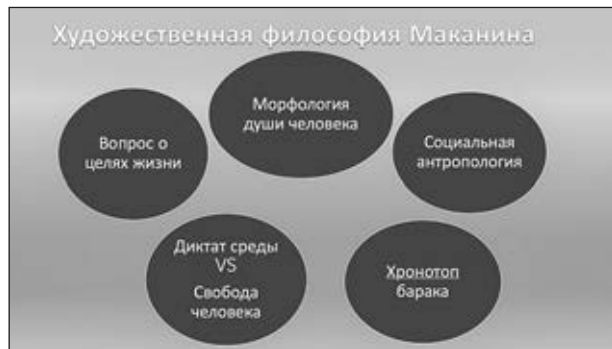 Художественная философия Маканина
Морфология
души человека
Вопрос о
целях жизни
Социальная
антропология
Диктат среды
VS
Свобода
человека
Хронотоп
барака